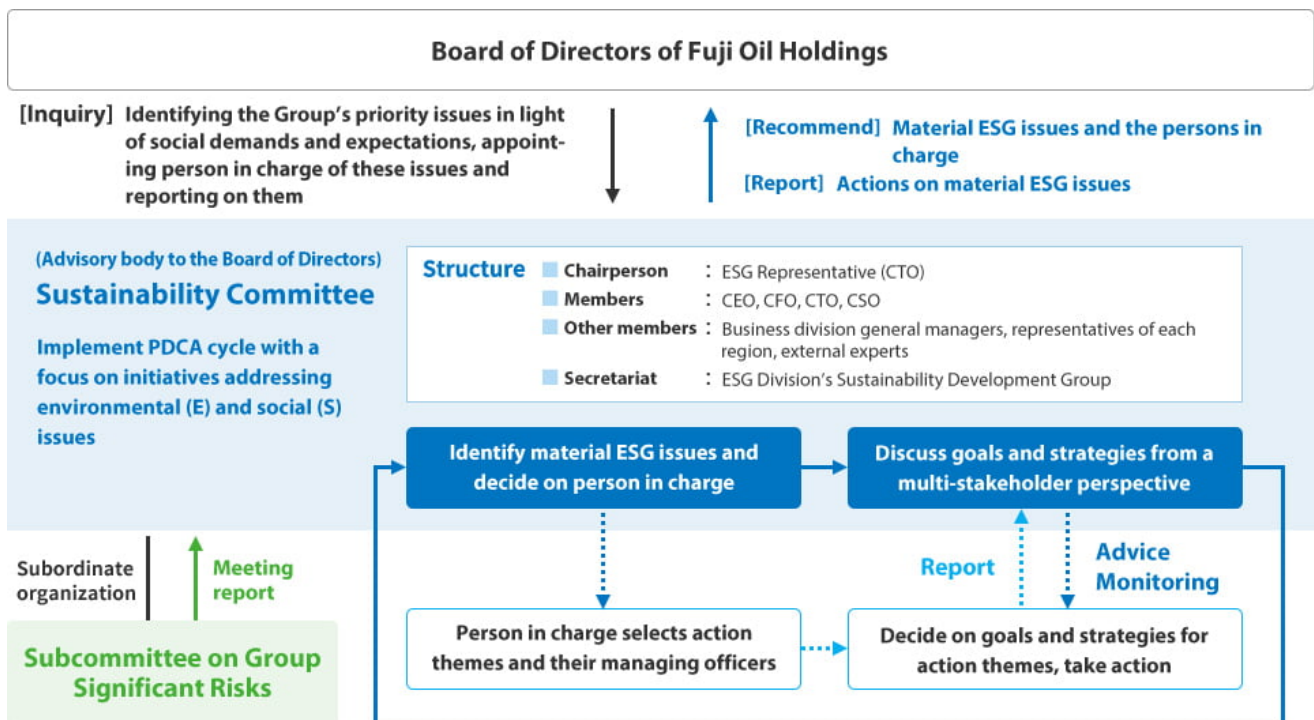 Board of Directors of Fuji Oil Holdings
[Inquiry] Identifying the Group's priority issues in light
of social demands and expectations, appoint-
ing person in charge of these issues and
reporting on them
[Recommend] Material ESG issues and the persons in
charge
[Report] Actions on material ESG issues
(Advisory body to the Board of Directors)
Sustainability Committee
Implement PDCA cycle with a
focus on initiatives addressing
environmental (E) and social (S)
issues
Structure
Chairperson : ESG Representative (CTO)
Members : CEO, CFO, CTO, CSO
Other members : Business division general managers, representatives of each
region, external experts
Secretariat : ESG Division's Sustainability Development Group
Identify material ESG issues and
decide on person in charge
Discuss goals and strategies from a
multi-stakeholder perspective
Subordinate
organization
Meeting
report
Report
Advice
Monitoring
Subcommittee on Group
Significant Risks
Person in charge selects action
themes and their managing officers
Decide on goals and strategies for
action themes, take action